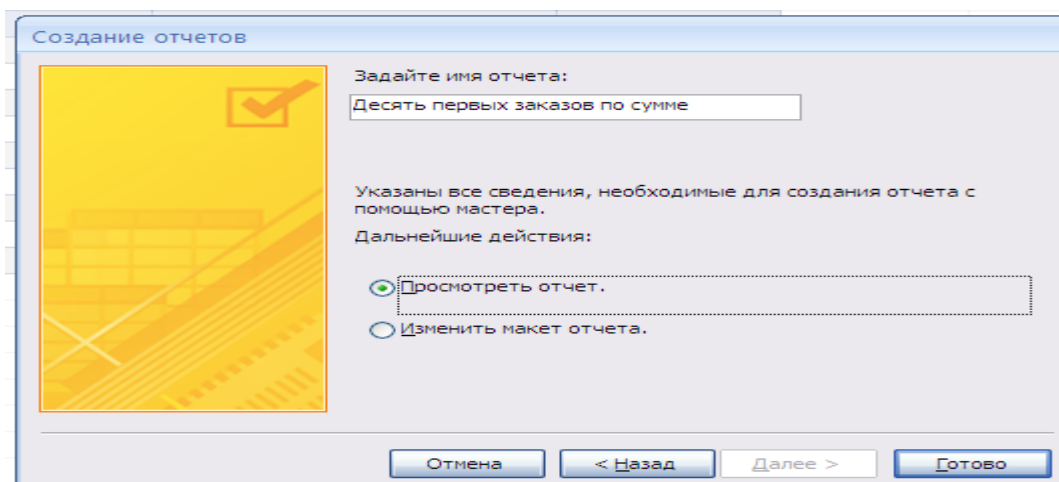 Создание отчетов
Задайте имя отчета:
Десять первых заказов по сумме
Указаны все сведения, необходимые для создания отчета с
помощью мастера.
Дальнейшие действия:
Просмотреть отчет.
Изменить макет отчета.
Отмена
< Назад
Далее >
Готово